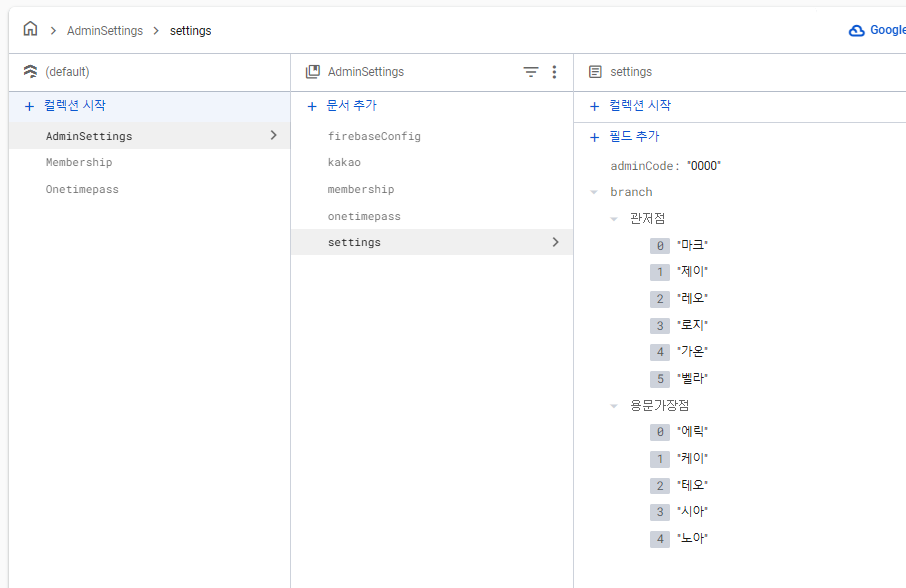 AdminSettings > settings
Google
(default)
AdminSettings
settings
+ 컬렉션 시작
AdminSettings
Membership
Onetimepass
+ 문서 추가
firebaseConfig
kakao
membership
onetimepass
settings
+ 컬렉션 시작
+ 필드 추가
adminCode: "0000"
branch
관저점
0 "마크"
1 "제이"
2 "레오"
3 "로지"
4 "가온"
5 "벨라"
용문가장점
0 "에릭"
1 "케이"
2 "테오"
3 "시아"
4 "노아"